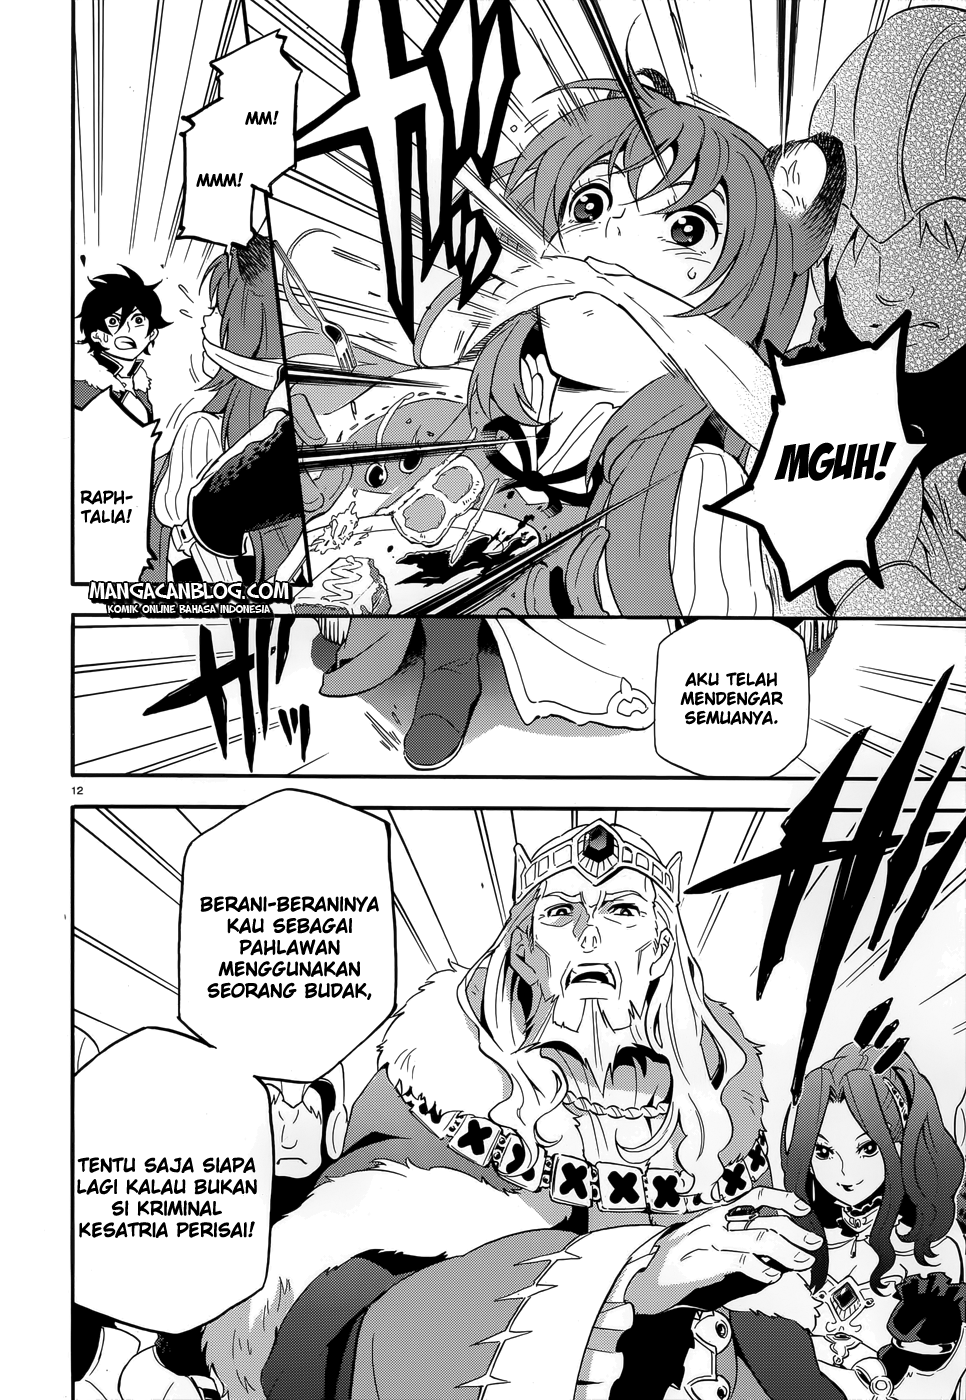 MGUH!
MM!
MMM!
RAPH-
TALIA!
MANGACANBLOG.COM
KOMIK ONLINE BAHASA INDONESIA
AKU TELAH
MENDENGAR
SEMUANYA.
12
BERANI-BERANINYA
KAU SEBAGAI
PAHLAWAN
MENGGUNAKAN
SEORANG BUDAK,
TENTU SAJA SIAPA
LAGI KALAU BUKAN
SI KRIMINAL
KESATRIA PERISAI!